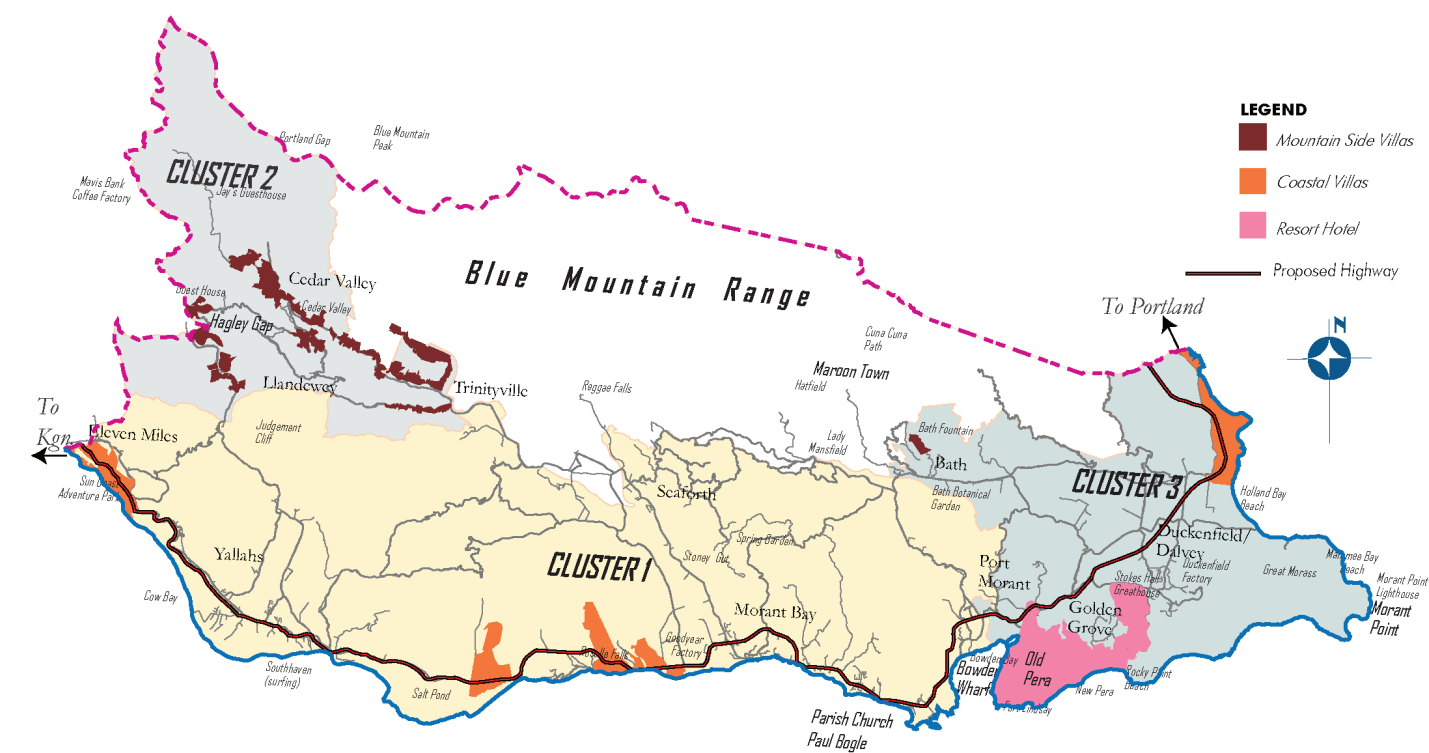 LEGEND
Mountain Side Villas
Coastal Villas
Resort Hotel
Proposed Highway
N
To Portland
Portland Gap
Blue Mountain
Peak
CLUSTER 2
Mavis Bank
Coffee Factory
Jay's Guesthouse
Blue Mountain Range
Cedar Valley
Cedar Valley
Guest House
Hagley Gap
Cuna Cuna
Path
Maroon Town
Hatfield
Llandewey
Trinityville
Reggae Falls
To
Kgn.
Eleven Miles
Judgement
Cliff
Lady
Mansfield
Bath Fountain
Bath
Sun Coast
Adventure Park
Seaforth
Bath Botanical
Garden
CLUSTER 3
Holland Bay
Beach
Yallahs
CLUSTER 1
Spring Garden
Stoney Gut
Duckenfield/
Dalvey
Port
Morant
Duckenfield
Factory
Great Morass
Mammee Bay
Beach
Morant Point
Lighthouse
Morant
Point
Stokes Hall
Greathouse
Cow Bay
Morant Bay
Golden
Grove
Goodyear
Factory
Southhaven
(surfing)
Salt Pond
Bowden Bay
Bowden
Wharf
Old
Pera
Rocky Point
Beach
New Pera
Fort Lindsay
Parish Church
Paul Bogle